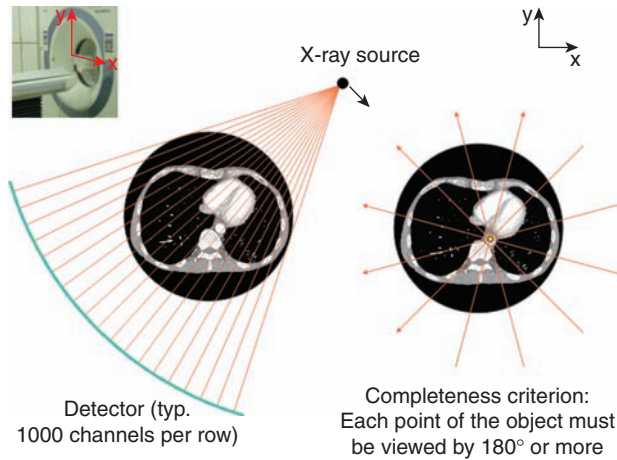 y
x
X-ray source
y
x
Detector (typ.
1000 channels per row)
Completeness criterion:
Each point of the object must
be viewed by 180° or more